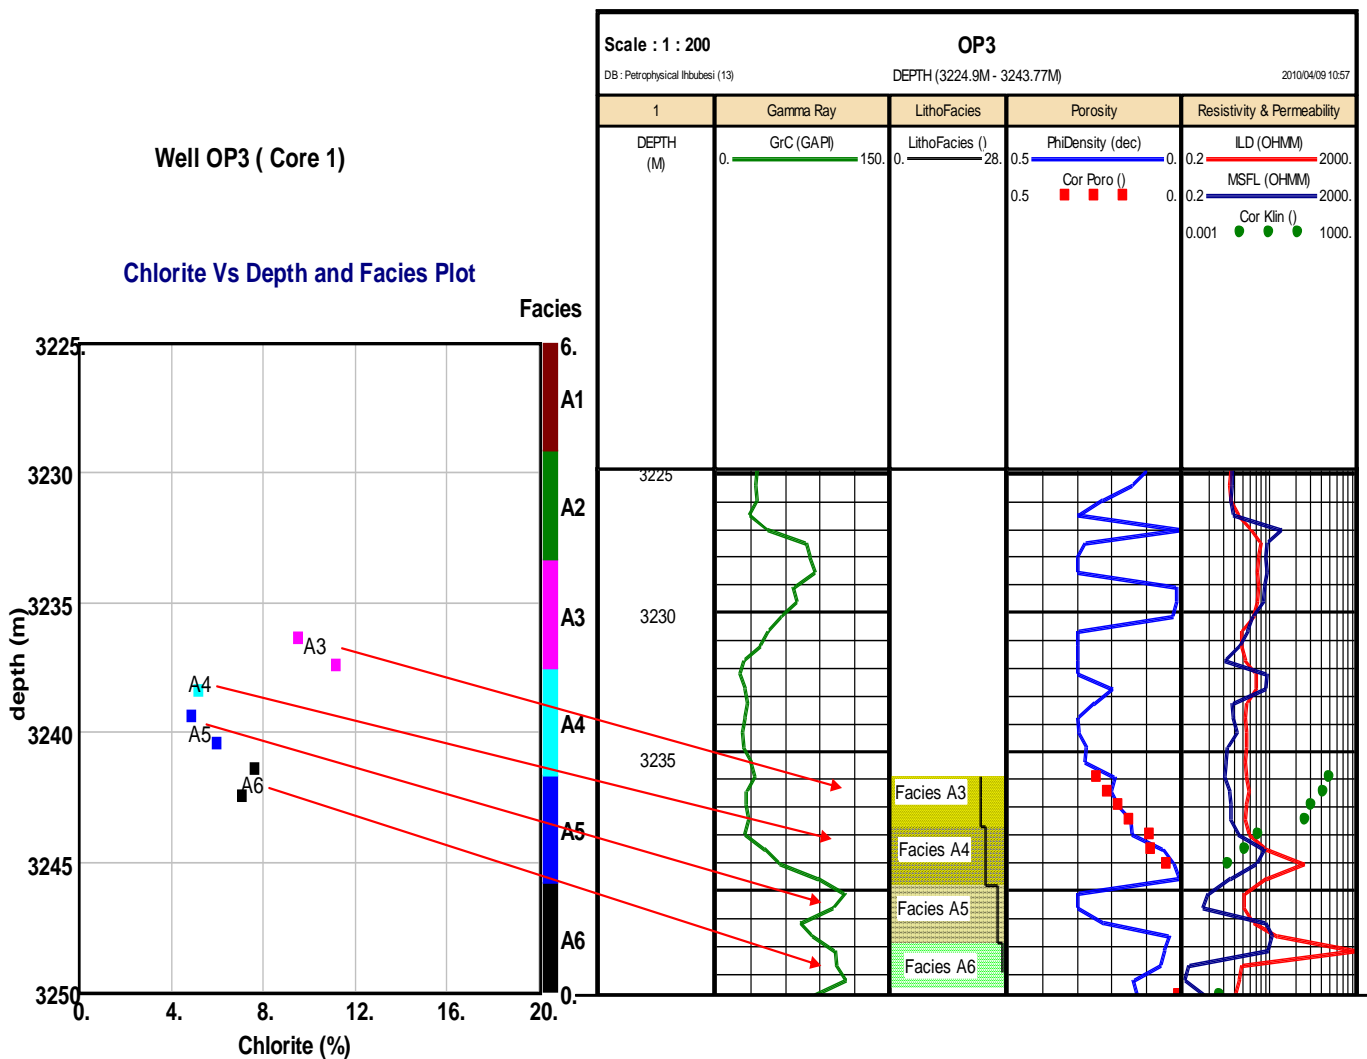 Well OP3 ( Core 1)
Chlorite Vs Depth and Facies Plot
Facies
3225.
3230
3235
3240
3245
3250
depth (m)
0.
4.
8.
12.
16.
20.
Chlorite (%)
6.
A1
A2
A3
A4
A5
A6
0.
A3
A4
A5
A6
Scale : 1 : 200
OP3
DB : Petrophysical Ihbubesi (13)
DEPTH (3224.9M - 3243.77M)
2010/04/09 10:57
1
Gamma Ray
LithoFacies
Porosity
Resistivity & Permeability
DEPTH
(M)
GrC (GAPI)
0. 150.
LithoFacies ()
0. 28.
PhiDensity (dec)
0.5 0.
Cor Poro ()
0.5 0.
ILD (OHMM)
0.2 2000.
MSFL (OHMM)
0.2 2000.
Cor Klin ()
0.001 1000.
3225
3230
3235
Facies A3
Facies A4
Facies A5
Facies A6